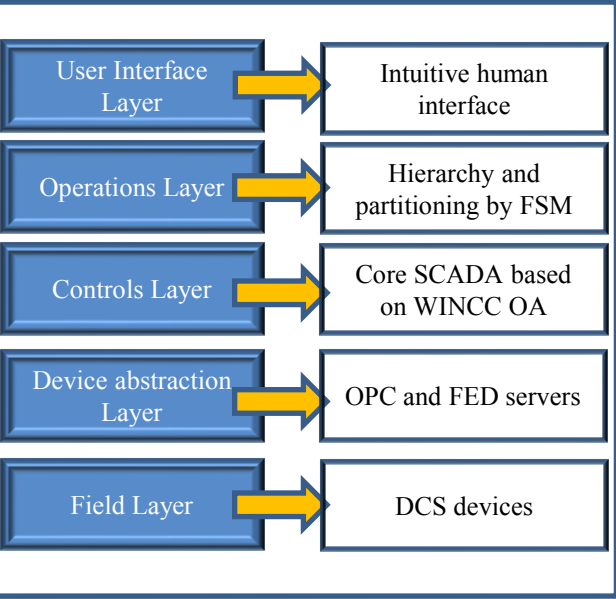 User Interface
Layer
Intuitive human
interface
Operations Layer
Hierarchy and
partitioning by FSM
Controls Layer
Core SCADA based
on WINCC OA
Device abstraction
Layer
OPC and FED servers
Field Layer
DCS devices